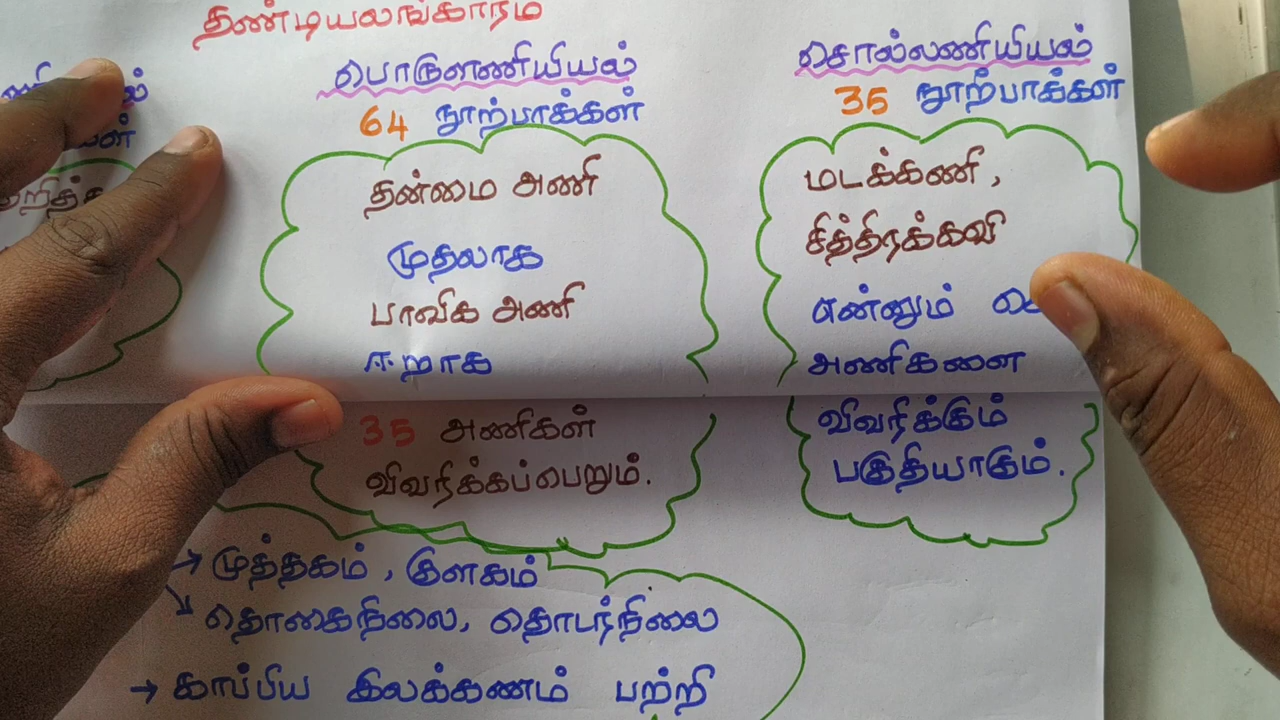 தண்டியலங்காரம்
பொருளணியியல்
64 நூற்பாக்கள்
தன்மை அணி
முதலாக
பாவிக அணி
ஈறாக
35 அணிகள்
விவரிக்கப்பெறும்.
சொல்லணியியல்
35 நூற்பாக்கள்
மடக்கணி,
சித்திரக்கவி
என்னும்
அணிகளை
விவரிக்கும்
பகுதியாகும்.
→ முத்தகம், குளகம்
தொகைநிலை, தொடர்நிலை
→ காப்பிய இலக்கணம் பற்றி